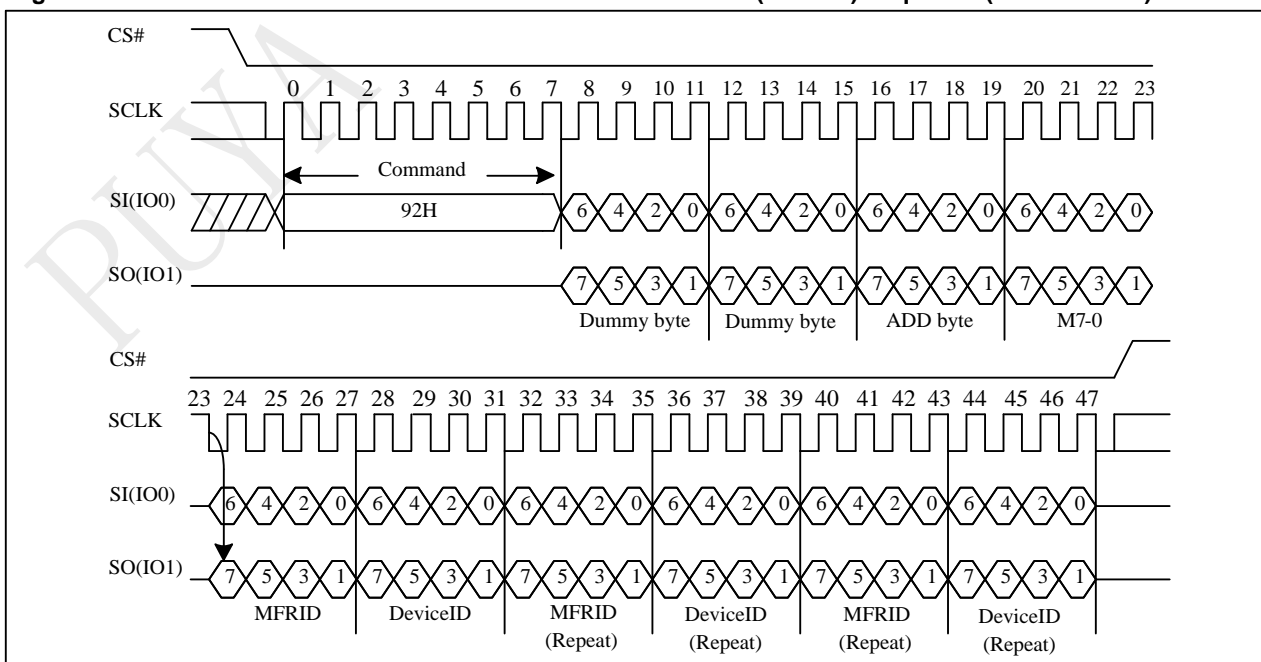 CS#
0 1 2 3 4 5 6 7 8 9 10 11 12 13 14 15 16 17 18 19 20 21 22 23
SCLK
Command
SI(IO0)
92H
6 4 2 0 6 4 2 0 6 4 2 0 6 4 2 0
SO(IO1)
7 5 3 1 7 5 3 1 7 5 3 1 7 5 3 1
Dummy byte Dummy byte ADD byte M7-0
CS#
23 24 25 26 27 28 29 30 31 32 33 34 35 36 37 38 39 40 41 42 43 44 45 46 47
SCLK
SI(IO0)
6 4 2 0 6 4 2 0 6 4 2 0 6 4 2 0 6 4 2 0 6 4 2 0
SO(IO1)
7 5 3 1 7 5 3 1 7 5 3 1 7 5 3 1 7 5 3 1 7 5 3 1
MFRID DeviceID MFRID DeviceID MFRID DeviceID
(Repeat) (Repeat) (Repeat) (Repeat)
PUYA